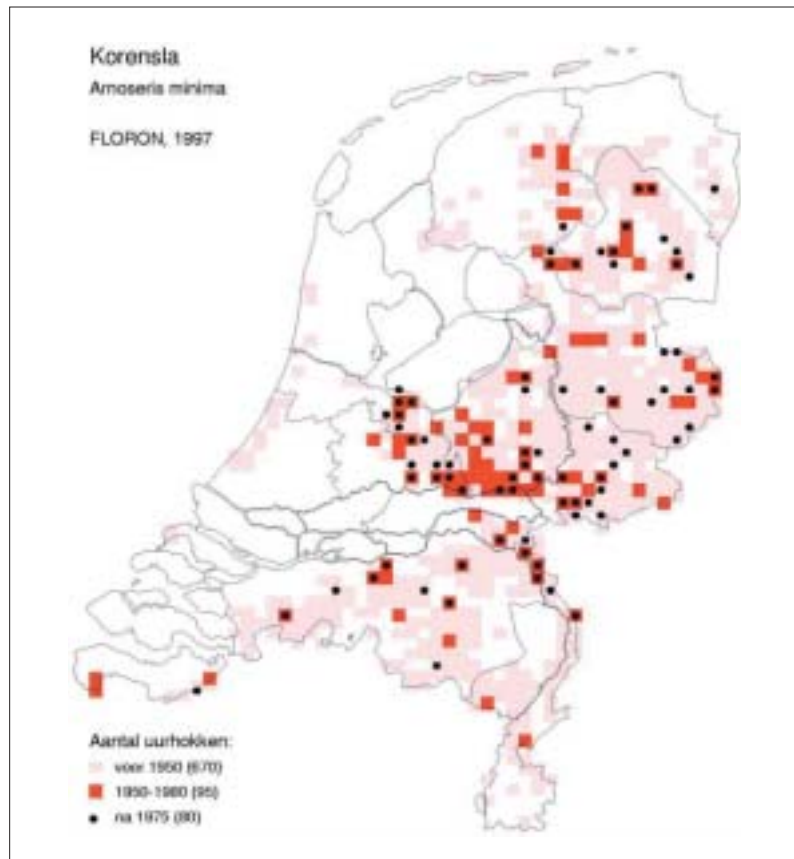 Korensla
Arnoseris minima
FLORON, 1997
Aantal uurhokken:
voor 1950 (670)
1950-1980 (95)
na 1975 (80)